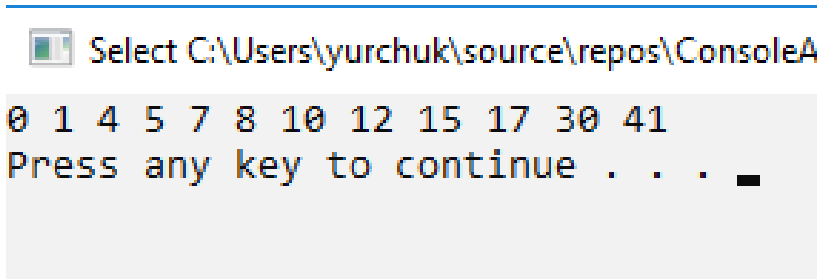 Select C:\Users\yurchuk\source\repos\ConsoleA
0 1 4 5 7 8 10 12 15 17 30 41
Press any key to continue . . .